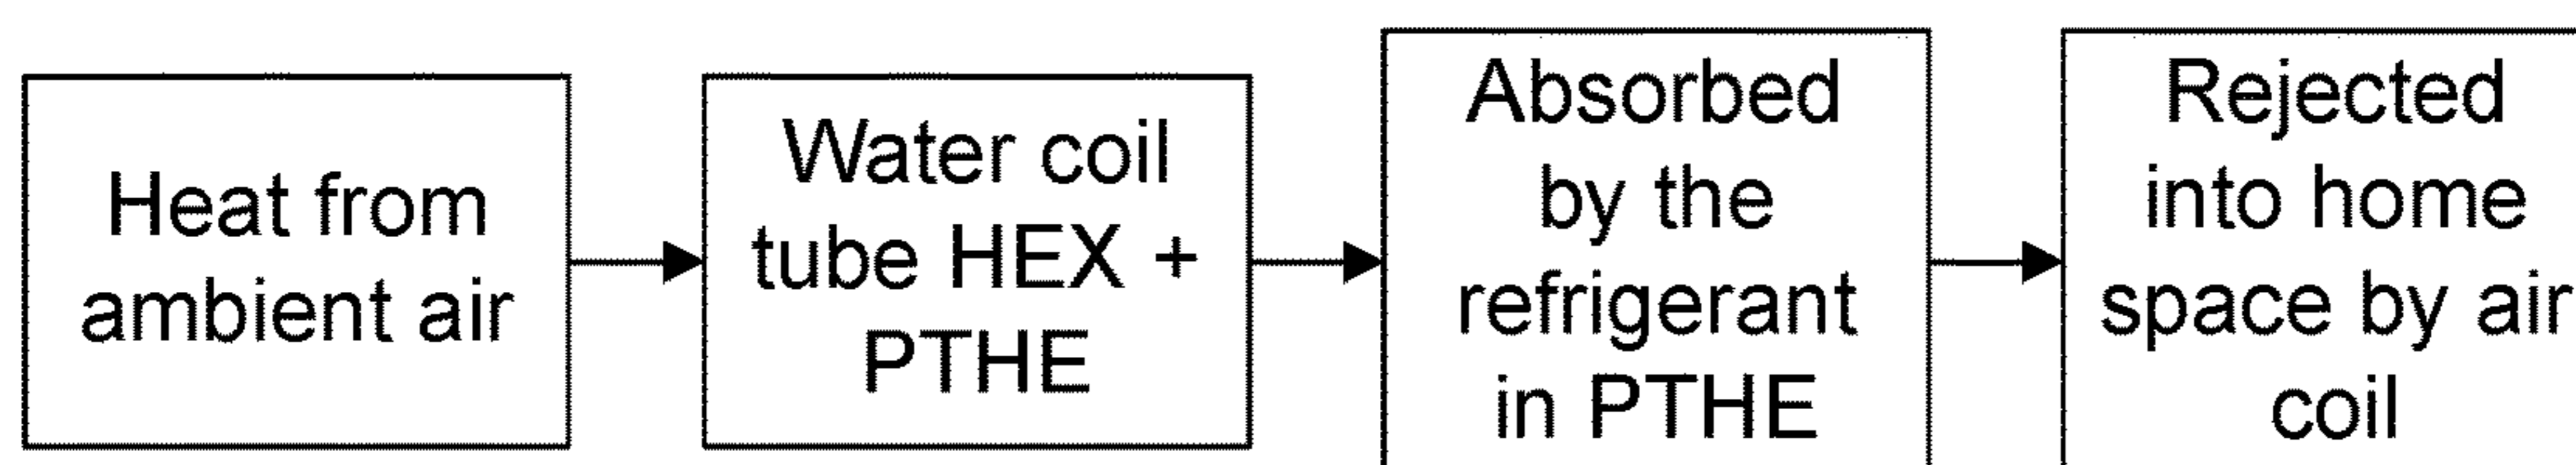 Heat from
ambient air
Water coil
tube HEX +
PTHE
Absorbed
by the
refrigerant
in PTHE
Rejected
into home
space by air
coil